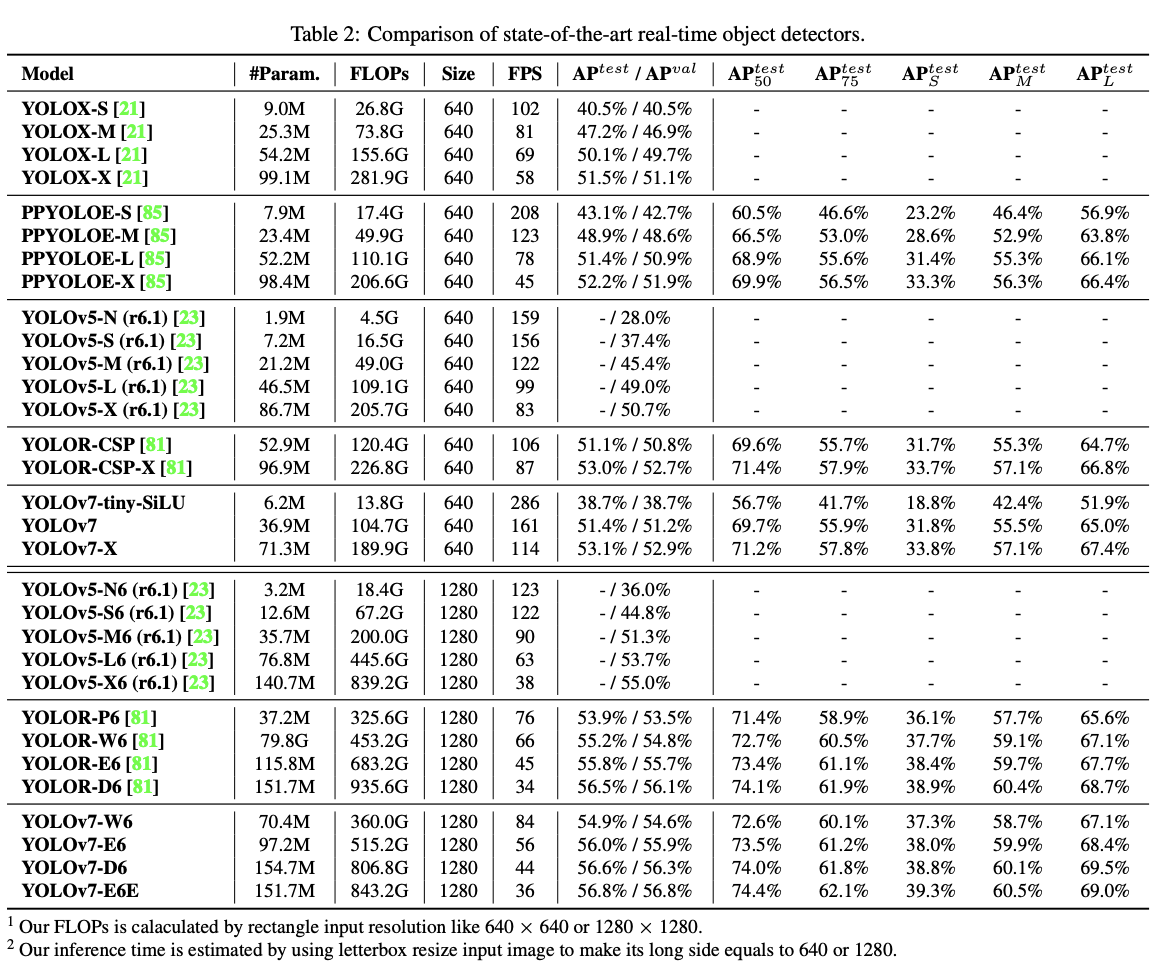 Table 2: Comparison of state-of-the-art real-time object detectors.
Model #Param. FLOPs Size FPS AP^test / AP^val AP^test_50 AP^test_75 AP^test_S AP^test_M AP^test_L
YOLOX-S [21] 9.0M 26.8G 640 102 40.5% / 40.5% - - - - -
YOLOX-M [21] 25.3M 73.8G 640 81 47.2% / 46.9% - - - - -
YOLOX-L [21] 54.2M 155.6G 640 69 50.1% / 49.7% - - - - -
YOLOX-X [21] 99.1M 281.9G 640 58 51.5% / 51.1% - - - - -
PPYOLOE-S [85] 7.9M 17.4G 640 208 43.1% / 42.7% 60.5% 46.6% 23.2% 46.4% 56.9%
PPYOLOE-M [85] 23.4M 49.9G 640 123 48.9% / 48.6% 66.5% 53.0% 28.6% 52.9% 63.8%
PPYOLOE-L [85] 52.2M 110.1G 640 78 51.4% / 50.9% 68.9% 55.6% 31.4% 55.3% 66.1%
PPYOLOE-X [85] 98.4M 206.6G 640 45 52.2% / 51.9% 69.9% 56.5% 33.3% 56.3% 66.4%
YOLOv5-N (r6.1) [23] 1.9M 4.5G 640 159 - / 28.0% - - - - -
YOLOv5-S (r6.1) [23] 7.2M 16.5G 640 156 - / 37.4% - - - - -
YOLOv5-M (r6.1) [23] 21.2M 49.0G 640 122 - / 45.4% - - - - -
YOLOv5-L (r6.1) [23] 46.5M 109.1G 640 99 - / 49.0% - - - - -
YOLOv5-X (r6.1) [23] 86.7M 205.7G 640 83 - / 50.7% - - - - -
YOLOR-CSP [81] 52.9M 120.4G 640 106 51.1% / 50.8% 69.6% 55.7% 31.7% 55.3% 64.7%
YOLOR-CSP-X [81] 96.9M 226.8G 640 87 53.0% / 52.7% 71.4% 57.9% 33.7% 57.1% 66.8%
YOLOv7-tiny-SiLU 6.2M 13.8G 640 286 38.7% / 38.7% 56.7% 41.7% 18.8% 42.4% 51.9%
YOLOv7 36.9M 104.7G 640 161 51.4% / 51.2% 69.7% 55.9% 31.8% 55.5% 65.0%
YOLOv7-X 71.3M 189.9G 640 114 53.1% / 52.9% 71.2% 57.8% 33.8% 57.1% 67.4%
YOLOv5-N6 (r6.1) [23] 3.2M 18.4G 1280 123 - / 36.0% - - - - -
YOLOv5-S6 (r6.1) [23] 12.6M 67.2G 1280 122 - / 44.8% - - - - -
YOLOv5-M6 (r6.1) [23] 35.7M 200.0G 1280 90 - / 51.3% - - - - -
YOLOv5-L6 (r6.1) [23] 76.8M 445.6G 1280 63 - / 53.7% - - - - -
YOLOv5-X6 (r6.1) [23] 140.7M 839.2G 1280 38 - / 55.0% - - - - -
YOLOR-P6 [81] 37.2M 325.6G 1280 76 53.9% / 53.5% 71.4% 58.9% 36.1% 57.7% 65.6%
YOLOR-W6 [81] 79.8G 453.2G 1280 66 55.2% / 54.8% 72.7% 60.5% 37.7% 59.1% 67.1%
YOLOR-E6 [81] 115.8M 683.2G 1280 45 55.8% / 55.7% 73.4% 61.1% 38.4% 59.7% 67.7%
YOLOR-D6 [81] 151.7M 935.6G 1280 34 56.5% / 56.1% 74.1% 61.9% 38.9% 60.4% 68.7%
YOLOv7-W6 70.4M 360.0G 1280 84 54.9% / 54.6% 72.6% 60.1% 37.3% 58.7% 67.1%
YOLOv7-E6 97.2M 515.2G 1280 56 56.0% / 55.9% 73.5% 61.2% 38.0% 59.9% 68.4%
YOLOv7-D6 154.7M 806.8G 1280 44 56.6% / 56.3% 74.0% 61.8% 38.8% 60.1% 69.5%
YOLOv7-E6E 151.7M 843.2G 1280 36 56.8% / 56.8% 74.4% 62.1% 39.3% 60.5% 69.0%
1 Our FLOPs is calaculated by rectangle input resolution like 640 × 640 or 1280 × 1280.
2 Our inference time is estimated by using letterbox resize input image to make its long side equals to 640 or 1280.